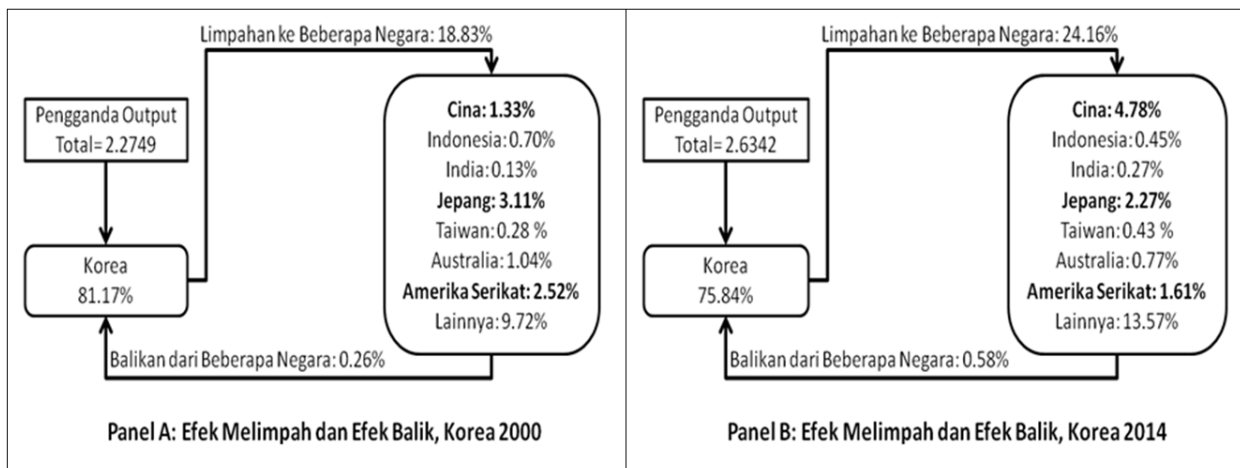 Limpahan ke Beberapa Negara: 18.83%
Pengganda Output
Total= 2.2749
Korea
81.17%
Cina: 1.33%
Indonesia: 0.70%
India: 0.13%
Jepang: 3.11%
Taiwan: 0.28 %
Australia: 1.04%
Amerika Serikat: 2.52%
Lainnya: 9.72%
Balikan dari Beberapa Negara: 0.26%
Panel A: Efek Melimpah dan Efek Balik, Korea 2000
Limpahan ke Beberapa Negara: 24.16%
Pengganda Output
Total= 2.6342
Korea
75.84%
Cina: 4.78%
Indonesia: 0.45%
India: 0.27%
Jepang: 2.27%
Taiwan: 0.43 %
Australia: 0.77%
Amerika Serikat: 1.61%
Lainnya: 13.57%
Balikan dari Beberapa Negara: 0.58%
Panel B: Efek Melimpah dan Efek Balik, Korea 2014